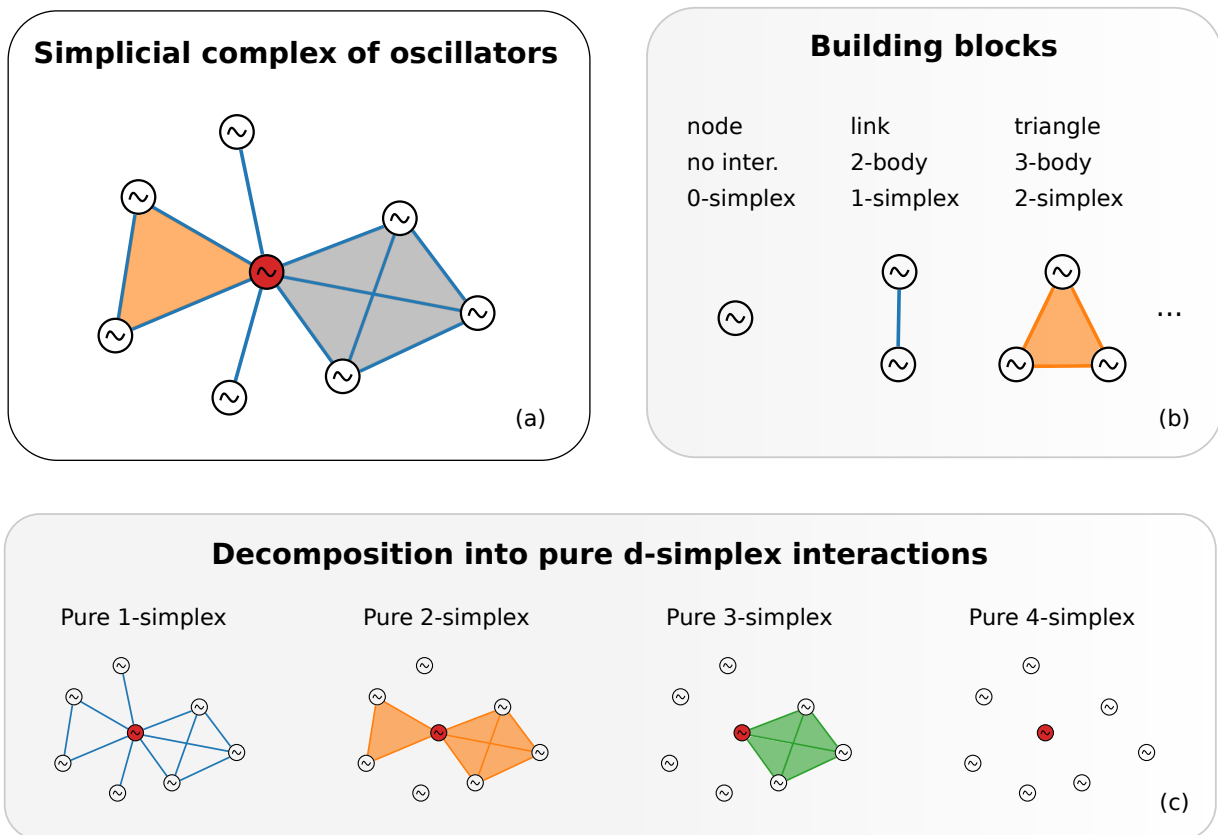 Simplicial complex of oscillators
(a)
Building blocks
node
no inter.
0-simplex
link
2-body
1-simplex
triangle
3-body
2-simplex
...
(b)
Decomposition into pure d-simplex interactions
Pure 1-simplex
Pure 2-simplex
Pure 3-simplex
Pure 4-simplex
(c)